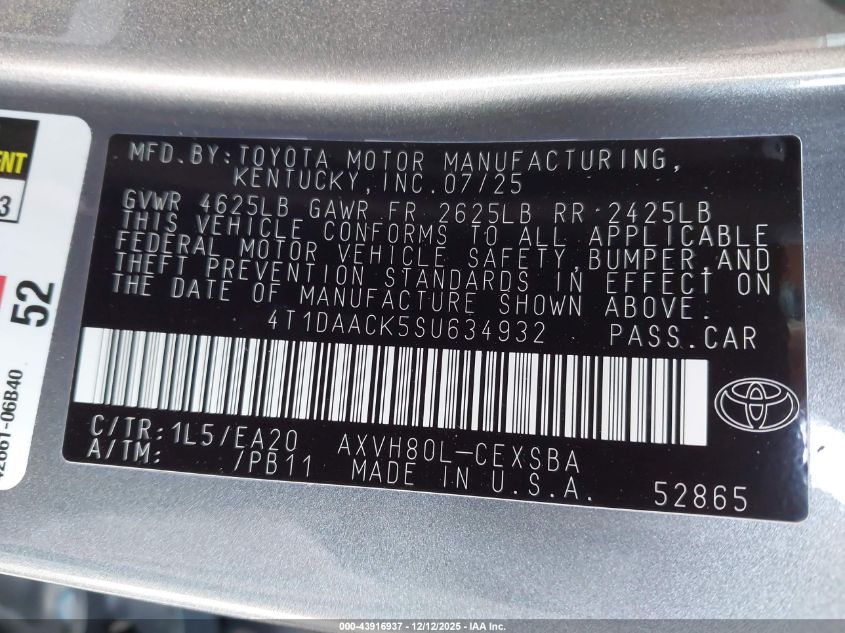 MFD.BY:TOYOTA MOTOR MANUFACTURING,
KENTUCKY,INC.07/25
GVWR 4625LB GAWR FR 2625LB RR 2425LB
THIS VEHICLE CONFORMS TO ALL APPLICABLE
FEDERAL MOTOR VEHICLE SAFETY,BUMPER,AND
THEFT PREVENTION STANDARDS IN EFFECT ON
THE DATE OF MANUFACTURE SHOWN ABOVE.
4T1DAACK5SU634932 PASS.CAR
C/TR:1L5/EA20 AXVH80L-CEXSBA
A/TM: /PB11 MADE IN U.S.A. 52865
3
52
06B40
000-43916937 - 12/12/2025 - IAA Inc.